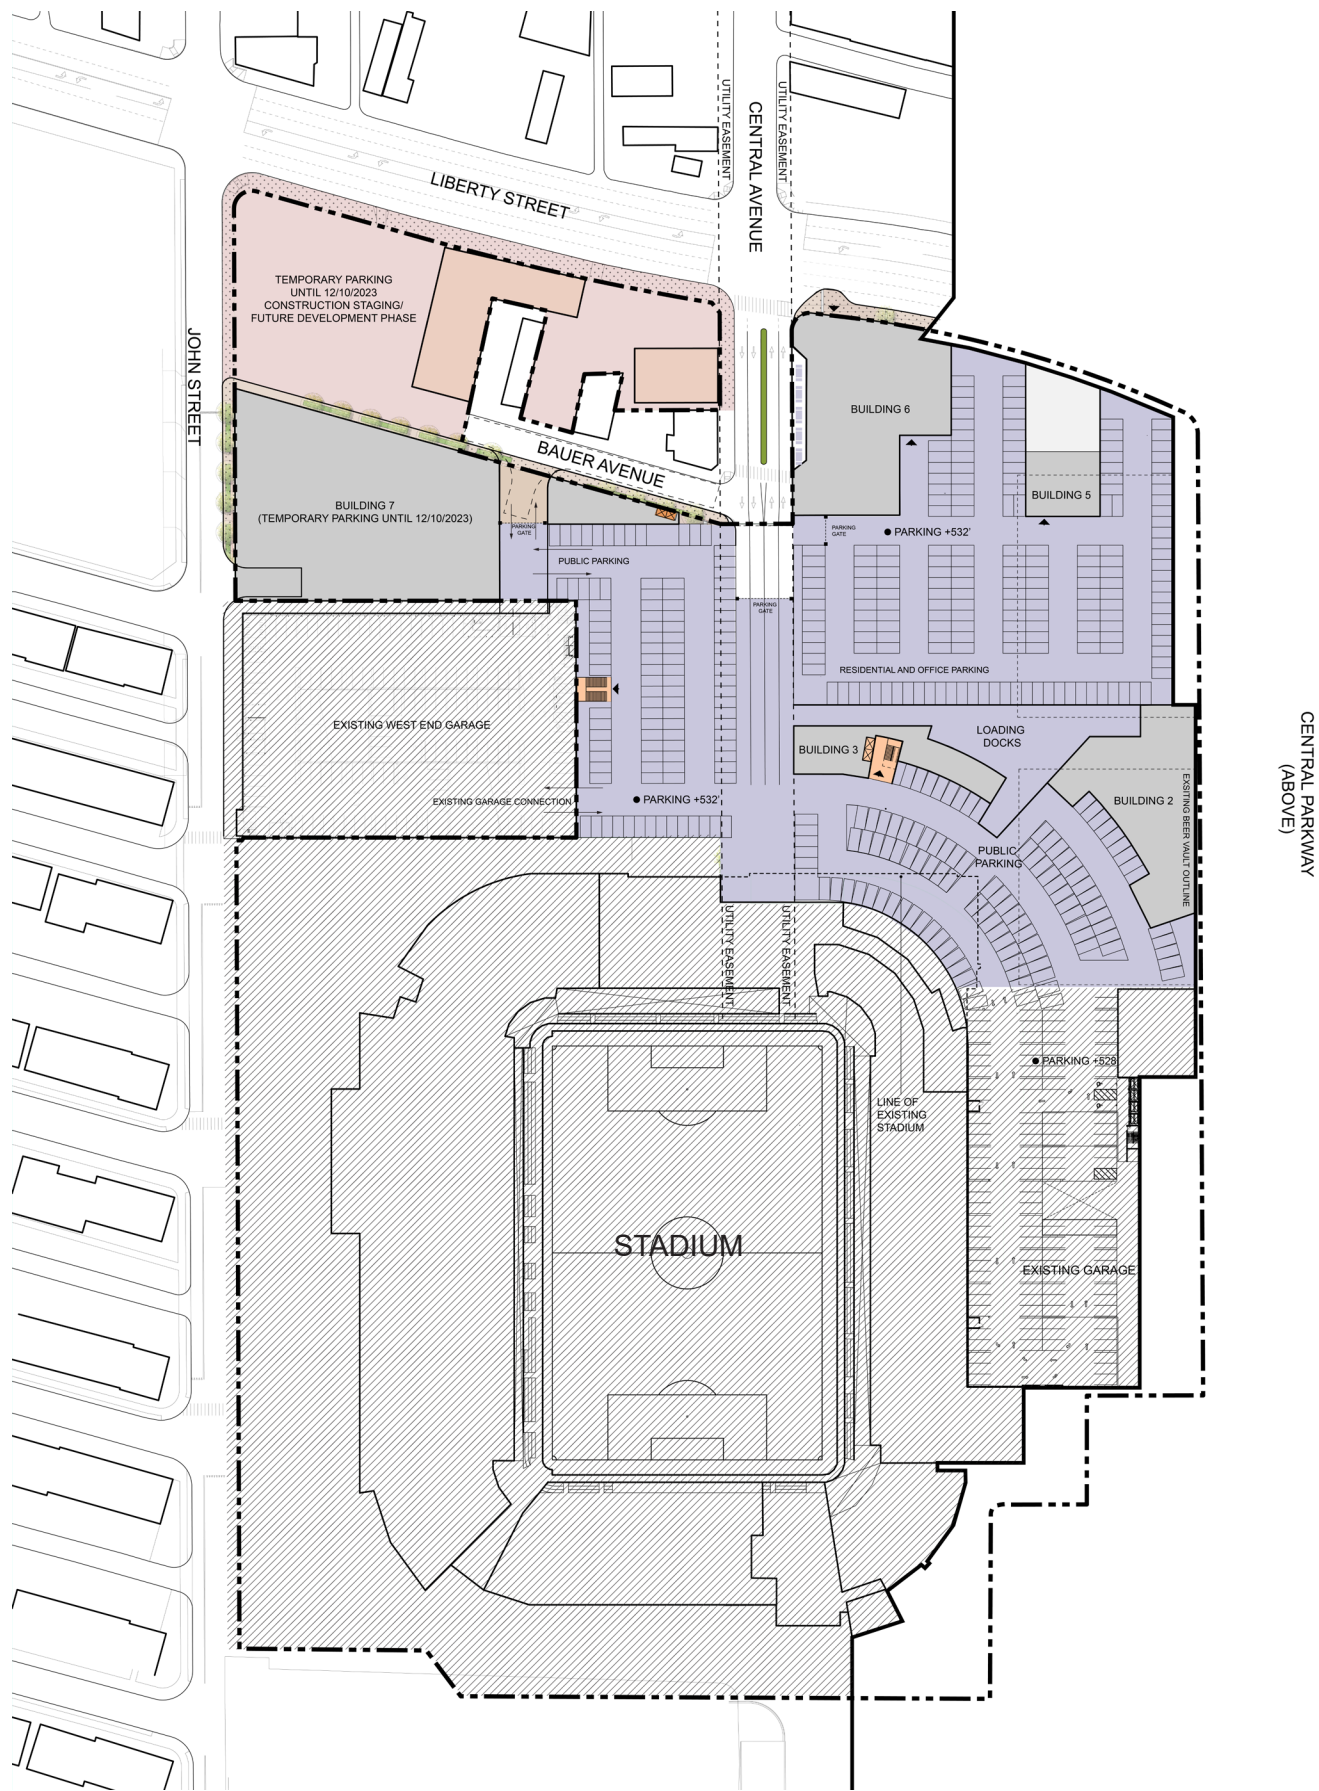 UTILITY EASEMENT
CENTRAL AVENUE
UTILITY EASEMENT
LIBERTY STREET
TEMPORARY PARKING
UNTIL 12/10/2023
CONSTRUCTION STAGING/
FUTURE DEVELOPMENT PHASE
JOHN STREET
BUILDING 6
BAUER AVENUE
BUILDING 5
BUILDING 7
(TEMPORARY PARKING UNTIL 12/10/2023)
PARKING
GATE
PARKING
GATE
PARKING +532'
PUBLIC PARKING
PARKING
GATE
RESIDENTIAL AND OFFICE PARKING
EXISTING WEST END GARAGE
LOADING
DOCKS
BUILDING 3
CENTRAL PARKWAY
(ABOVE)
EXISTING GARAGE CONNECTION
PARKING +532'
BUILDING 2
EXSITING BEER VAULT OUTLINE
PUBLIC
PARKING
UTILITY EASEMENT
UTILITY EASEMENT
PARKING +528
LINE OF
EXISTING
STADIUM
STADIUM
EXISTING GARAGE